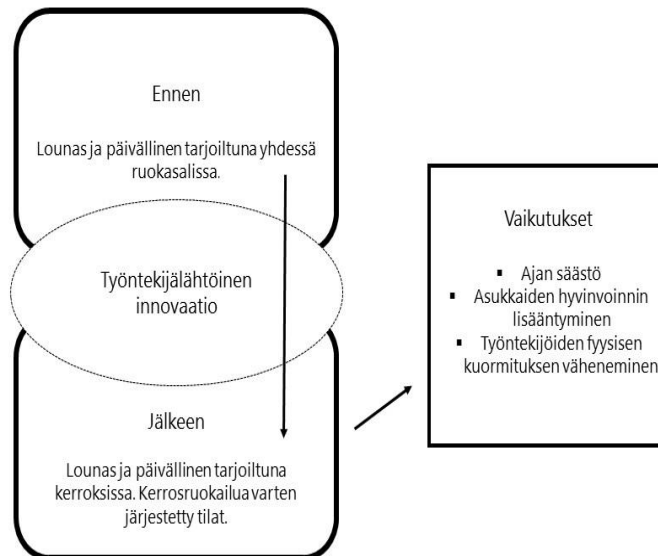 Ennen
Lounas ja päivällinen tarjoiltuna yhdessä
ruokasalissa.
Työntekijälähtöinen
innovaatio
Jälkeen
Lounas ja päivällinen tarjoiltuna
kerroksissa. Kerrosruokailua varten
järjestetty tilat.
Vaikutukset
▪ Ajan säästö
▪ Asukkaiden hyvinvoinnin
lisääntyminen
▪ Työntekijöiden fyysisen
kuormituksen väheneminen